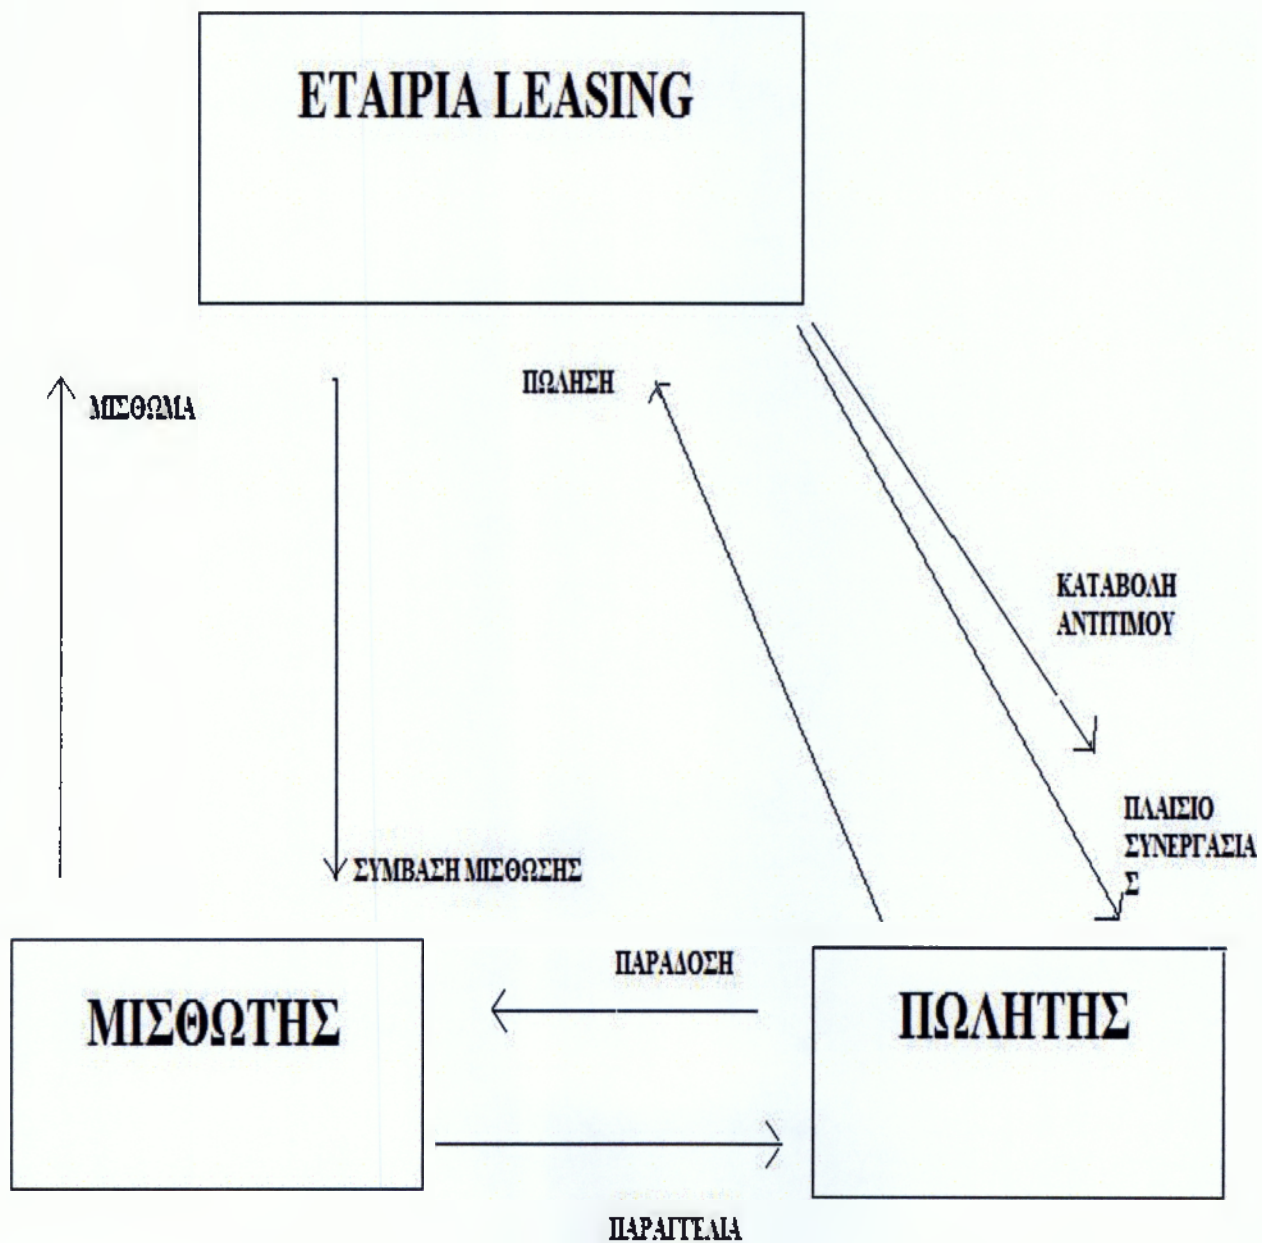 ΕΤΑΙΡΙΑ LEASING
ΠΩΛΗΣΗ
ΜΙΣΘΩΜΑ
ΚΑΤΑΒΟΛΗ
ΑΝΤΙΤΙΜΟΥ
ΠΛΑΙΣΙΟ
ΣΥΝΕΡΓΑΣΙΑ
Σ
ΣΥΜΒΑΣΗ ΜΙΣΘΩΣΗΣ
ΠΑΡΑΔΟΣΗ
ΜΙΣΘΩΤΗΣ
ΠΩΛΗΤΗΣ
ΠΑΡΑΓΓΕΛΙΑ